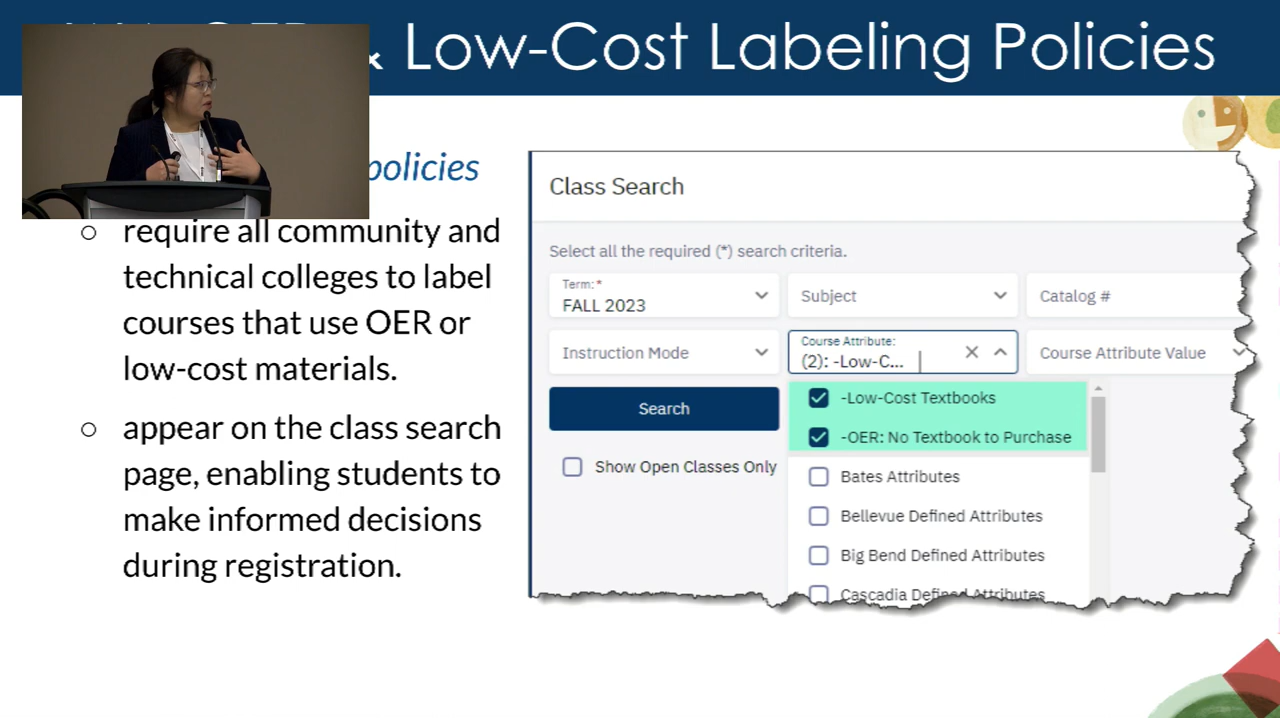 & Low-Cost Labeling Policies
policies
○ require all community and
technical colleges to label
courses that use OER or
low-cost materials.
○ appear on the class search
page, enabling students to
make informed decisions
during registration.
Class Search
Select all the required (*) search criteria.
Term:*
FALL 2023
Subject
Catalog #
Instruction Mode
Course Attribute:
(2): -Low-C...
Course Attribute Value
Search
Show Open Classes Only
-Low-Cost Textbooks
-OER: No Textbook to Purchase
Bates Attributes
Bellevue Defined Attributes
Big Bend Defined Attributes
Cascadia Defined Attributes